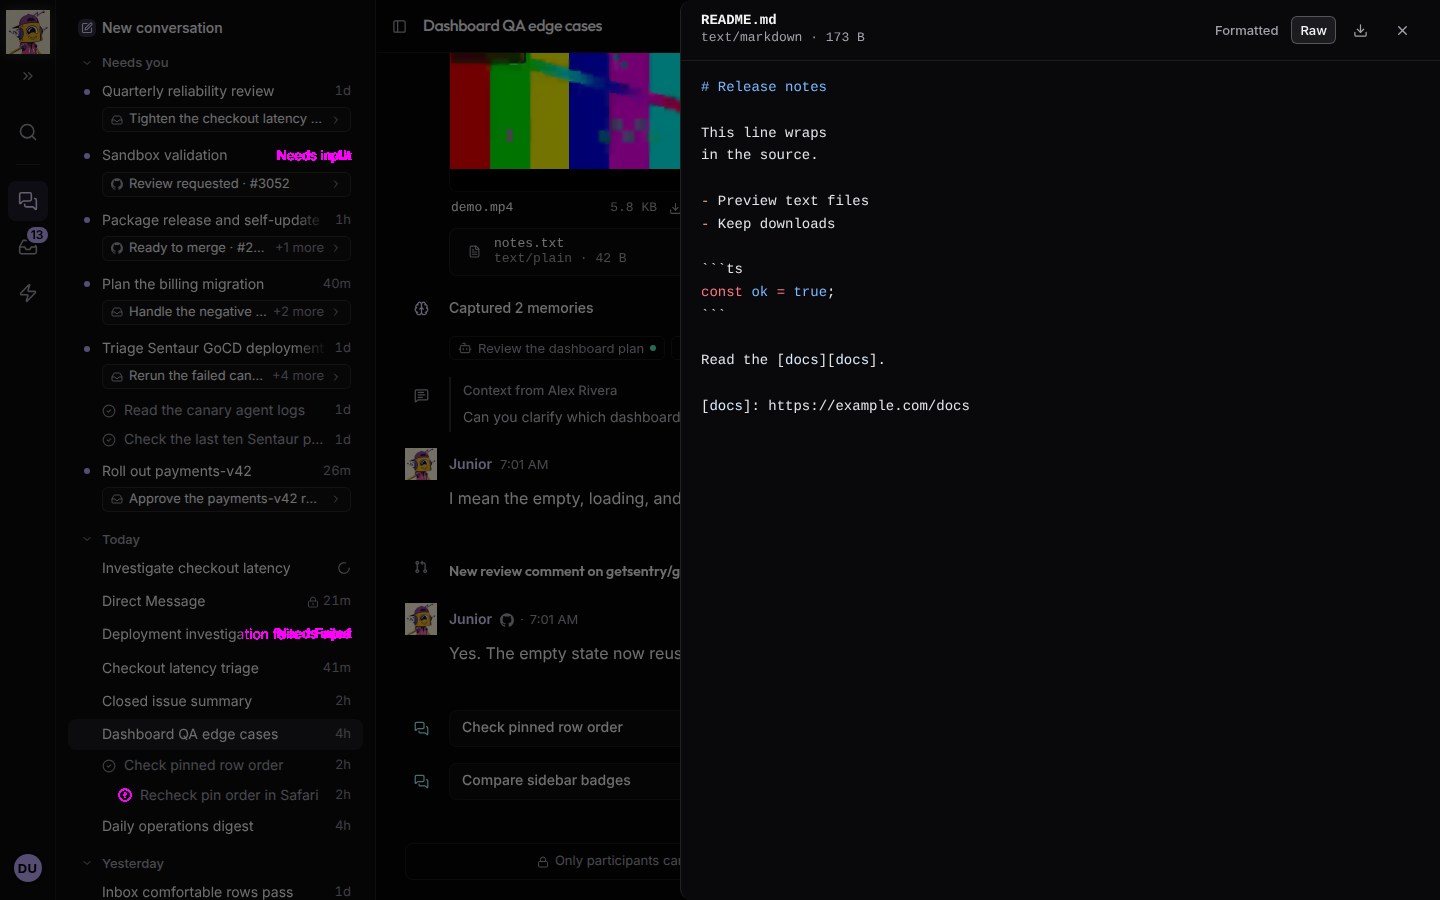 New conversation
Needs you
Quarterly reliability review 1d
Tighten the checkout latency ...
Sandbox validation Needs
Review requested · #3052
Package release and self-update 1h
Ready to merge · #2... +1 more
Plan the billing migration 40m
Handle the negative ... +2 more
Triage Sentaur GoCD deployment 1d
Rerun the failed can... +4 more
Read the canary agent logs 1d
Check the last ten Sentaur p... 1d
Roll out payments-v42 26m
Approve the payments-v42 r...
Today
Investigate checkout latency
Direct Message 21m
Deployment investigation
Checkout latency triage 41m
Closed issue summary 2h
Dashboard QA edge cases 4h
Check pinned row order 2h
Recheck pin order in Safari 2h
Daily operations digest 4h
Yesterday
Inbox comfortable rows pass 1d
13
DU
Dashboard QA edge cases
demo.mp4 5.8 KB
notes.txt
text/plain · 42 B
Captured 2 memories
Review the dashboard plan
Context from Alex Rivera
Can you clarify which dashboard
Junior 7:01 AM
I mean the empty, loading, and
New review comment on getsentry/g
Junior · 7:01 AM
Yes. The empty state now reus
Check pinned row order
Compare sidebar badges
Only participants can
README.md
text/markdown · 173 B
Formatted Raw
# Release notes
This line wraps
in the source.
- Preview text files
- Keep downloads
```ts
const ok = true;
```
Read the [docs][docs].
[docs]: https://example.com/docs